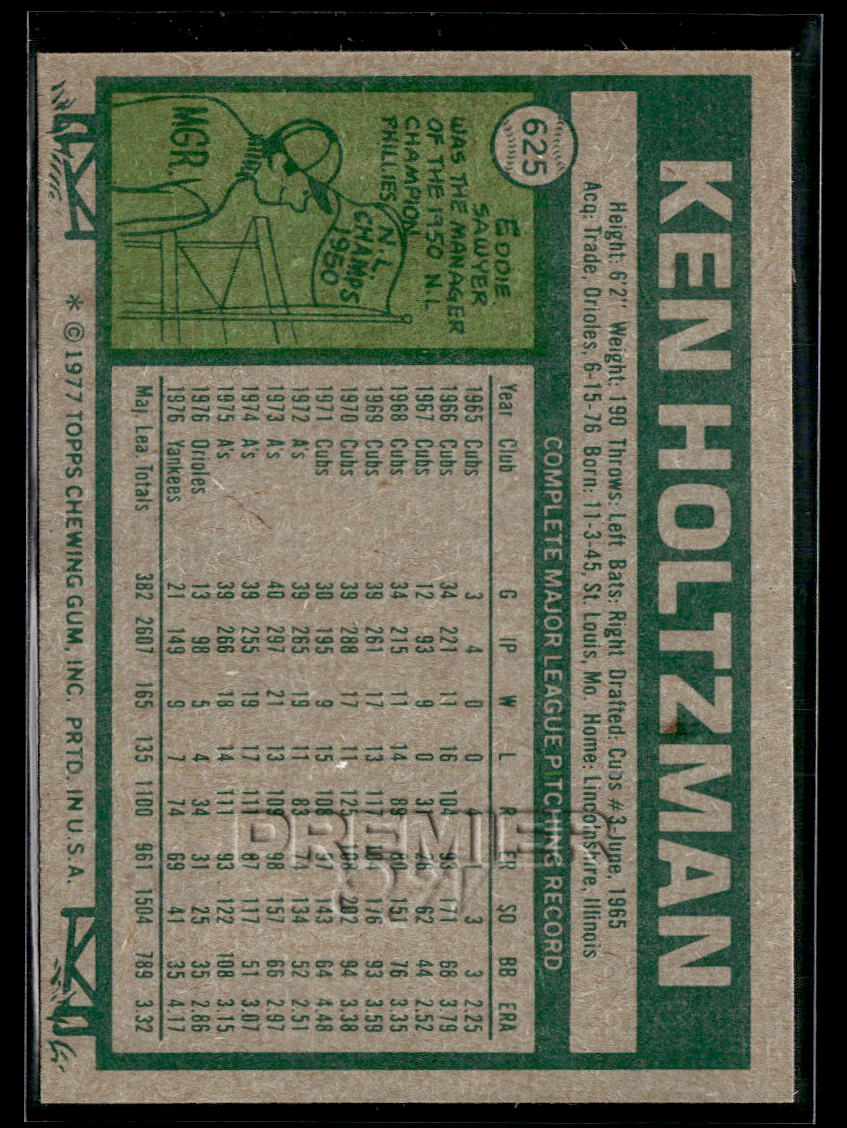 625
KEN HOLTZMAN
Height: 6'2" Weight: 190 Throws: Left Bats: Right Drafted: Cubs #3-June, 1965
Acq: Trade, Orioles, 6-15-76 Born: 11-3-45, St. Louis, Mo. Home: Lincolnshire, Illinois
COMPLETE MAJOR LEAGUE PITCHING RECORD
EDDIE
SAWYER
WAS THE MANAGER
OF THE 1950 N.L
CHAMPION
PHILLIES
N.L.
CHAMPS
1950
MGR.
Year Club G IP W L R ER SO BB ERA
1965 Cubs 3 4 0 0 1 1 3 3 2.25
1966 Cubs 34 221 11 16 104 93 171 68 3.79
1967 Cubs 12 93 9 0 31 26 62 44 2.52
1968 Cubs 34 215 11 14 89 80 151 76 3.35
1969 Cubs 39 261 17 13 117 104 176 93 3.59
1970 Cubs 39 288 17 11 125 108 202 94 3.38
1971 Cubs 30 195 9 15 108 97 143 64 4.48
1972 A's 39 265 19 11 83 74 134 52 2.51
1973 A's 40 297 21 13 109 98 157 66 2.97
1974 A's 39 255 19 17 111 87 117 51 3.07
1975 A's 39 266 18 14 111 93 122 108 3.15
1976 Orioles 13 98 5 4 34 31 25 35 2.86
1976 Yankees 21 149 9 7 74 69 41 35 4.17
Maj. Lea. Totals 382 2607 165 135 1100 961 1504 789 3.32
* © 1977 TOPPS CHEWING GUM, INC. PRTD. IN U.S.A.